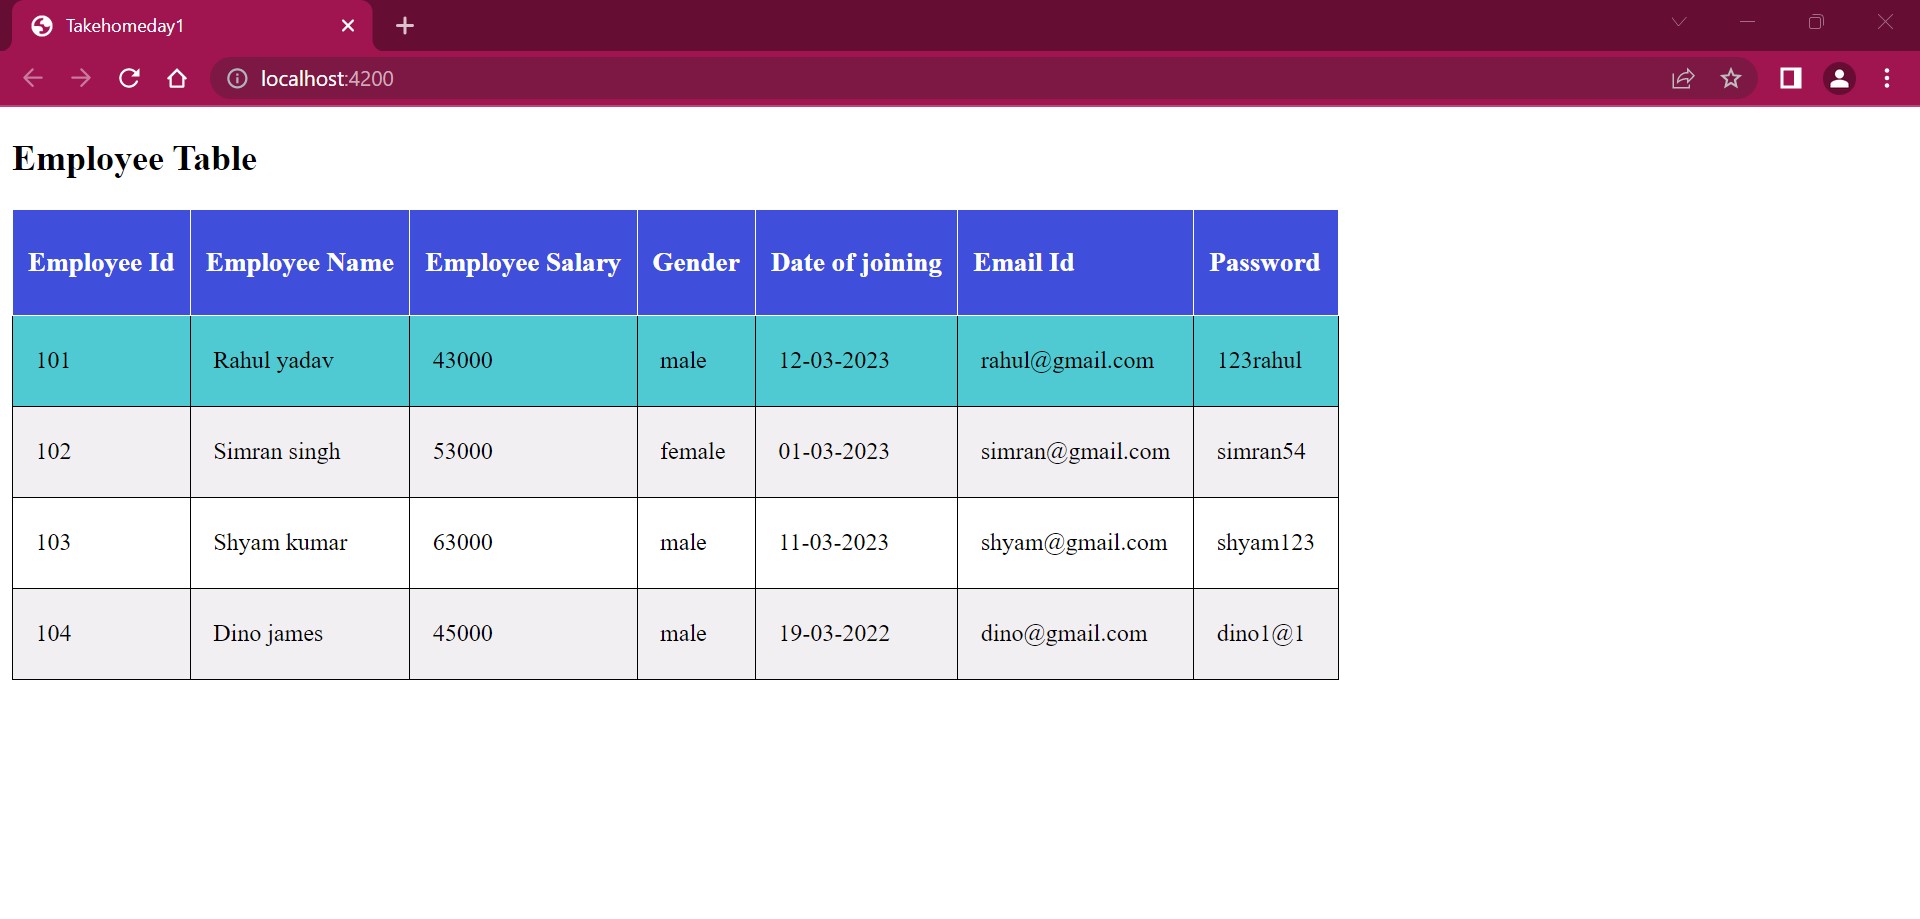 Takehomeday1
localhost:4200
Employee Table
Employee Id Employee Name Employee Salary Gender Date of joining Email Id Password
101 Rahul yadav 43000 male 12-03-2023 rahul@gmail.com 123rahul
102 Simran singh 53000 female 01-03-2023 simran@gmail.com simran54
103 Shyam kumar 63000 male 11-03-2023 shyam@gmail.com shyam123
104 Dino james 45000 male 19-03-2022 dino@gmail.com dino1@1